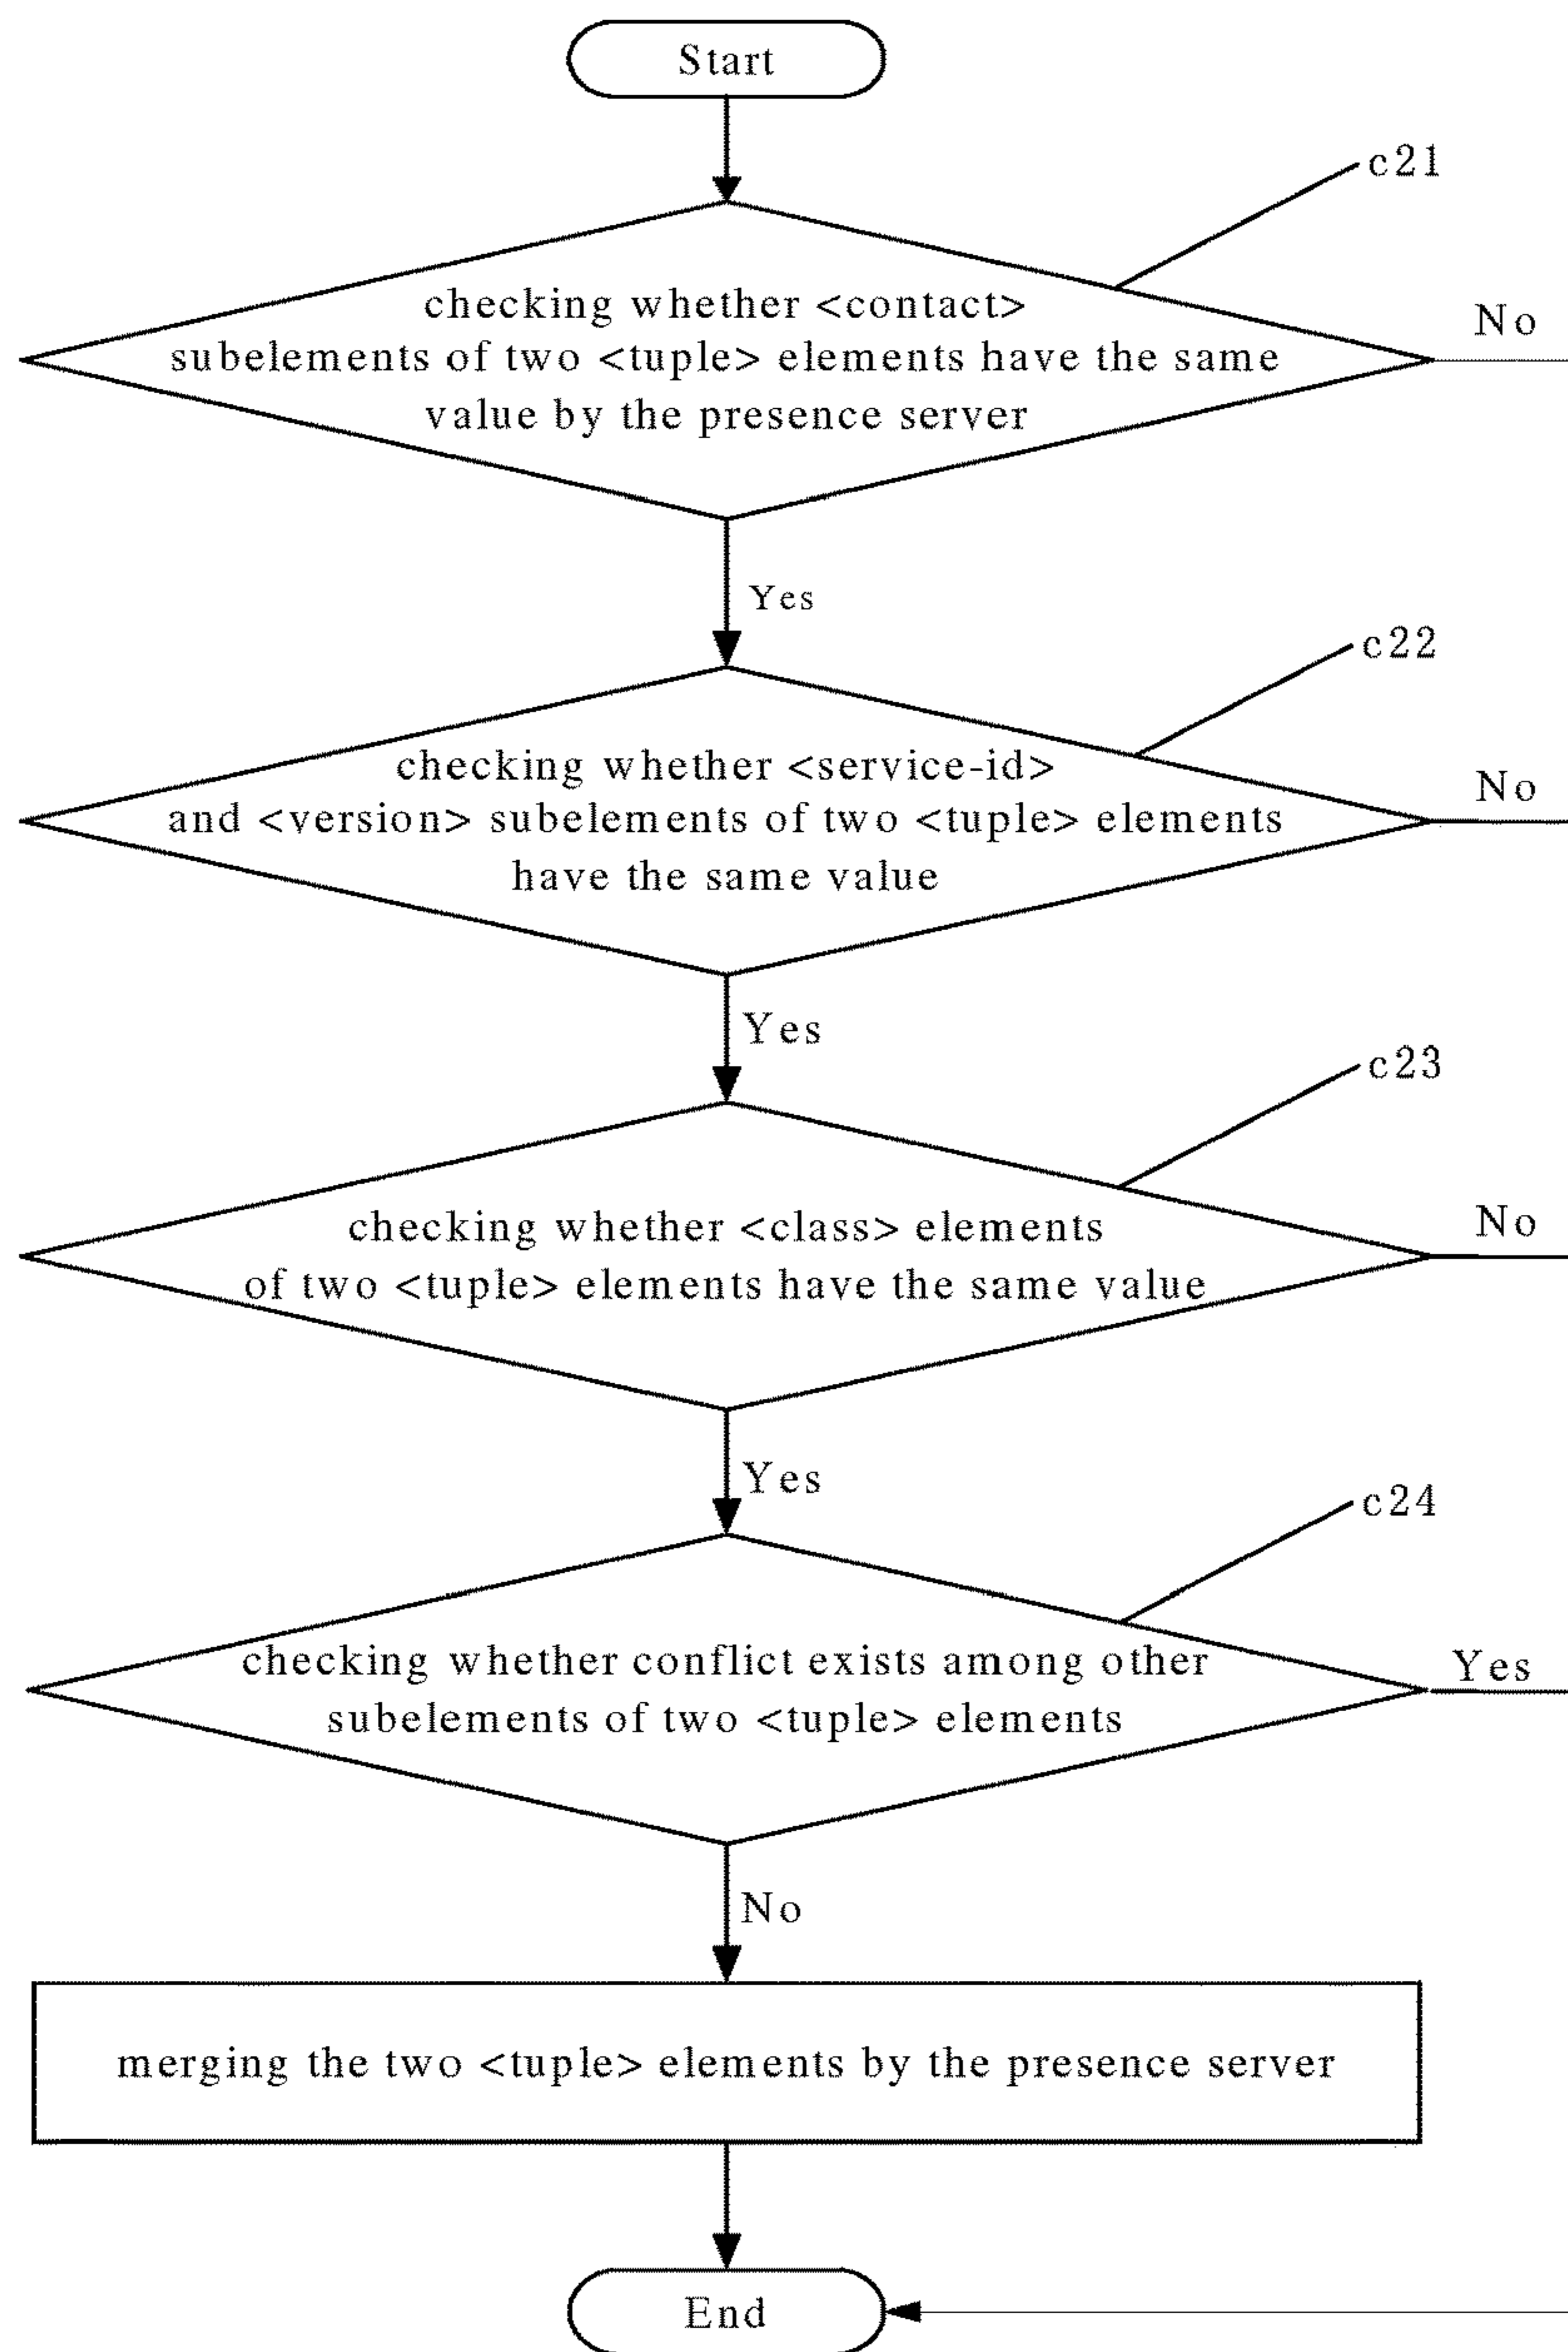 Start
c21
checking whether <contact>
subelements of two <tuple> elements have the same
value by the presence server
No
Yes
c22
checking whether <service-id>
and <version> subelements of two <tuple> elements
have the same value
No
Yes
c23
checking whether <class> elements
of two <tuple> elements have the same value
No
Yes
c24
checking whether conflict exists among other
subelements of two <tuple> elements
Yes
No
merging the two <tuple> elements by the presence server
End